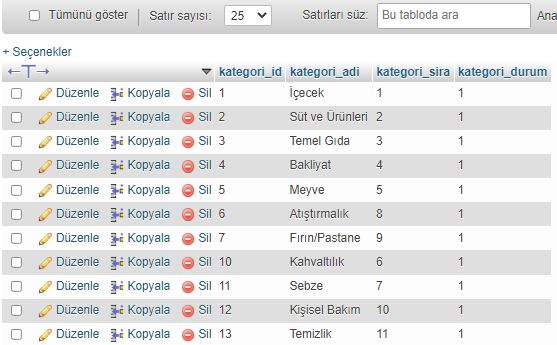 Tümünü göster Satır sayısı: 25 Satırları süz: Bu tabloda ara Ana
+ Seçenekler
←T→ kategori_id kategori_adi kategori_sira kategori_durum
Düzenle Kopyala Sil 1 İçecek 1 1
Düzenle Kopyala Sil 2 Süt ve Ürünleri 2 1
Düzenle Kopyala Sil 3 Temel Gıda 3 1
Düzenle Kopyala Sil 4 Bakliyat 4 1
Düzenle Kopyala Sil 5 Meyve 5 1
Düzenle Kopyala Sil 6 Atıştırmalık 8 1
Düzenle Kopyala Sil 7 Fırın/Pastane 9 1
Düzenle Kopyala Sil 10 Kahvaltılık 6 1
Düzenle Kopyala Sil 11 Sebze 7 1
Düzenle Kopyala Sil 12 Kişisel Bakım 10 1
Düzenle Kopyala Sil 13 Temizlik 11 1